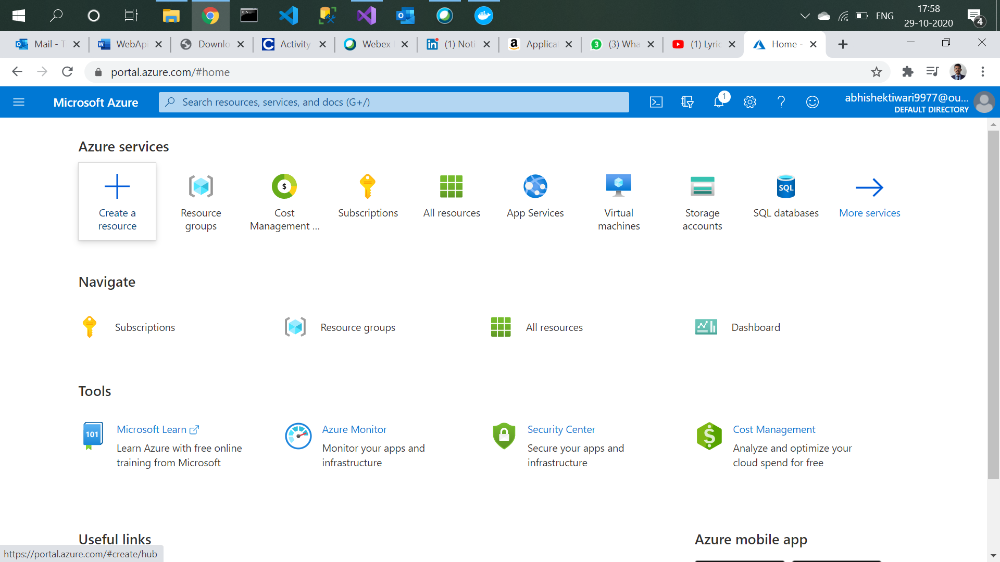 ENG
17:58
29-10-2020
4
Mail - T
WebApi
Downlo
Activity
Webex
(1) Noti
Applicat
(3) Wha
(1) Lyric
Home -
portal.azure.com/#home
Microsoft Azure
Search resources, services, and docs (G+/)
1
abhishektiwari9977@ou...
DEFAULT DIRECTORY
Azure services
Create a
resource
Resource
groups
$
Cost
Management ...
Subscriptions
All resources
App Services
Virtual
machines
Storage
accounts
SQL
SQL databases
More services
Navigate
Subscriptions
Resource groups
All resources
Dashboard
Tools
101
Microsoft Learn
Learn Azure with free online
training from Microsoft
Azure Monitor
Monitor your apps and
infrastructure
Security Center
Secure your apps and
infrastructure
$
Cost Management
Analyze and optimize your
cloud spend for free
Useful links
Azure mobile app
https://portal.azure.com/#create/hub